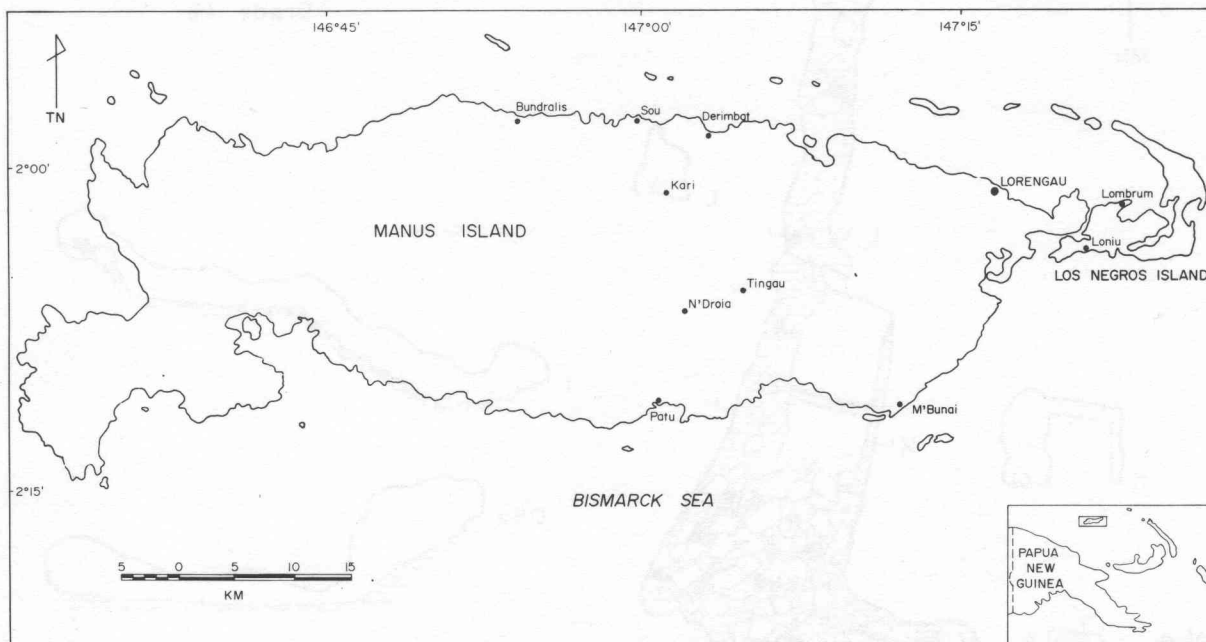 146°45'
147°00'
147°15'
TN
Bundralis
Sou
Derimbat
2°00'
Kari
LORENGAU
Lombrum
MANUS ISLAND
Loniu
LOS NEGROS ISLAND
Tingau
N'Droia
Patu
M'Bunai
2°15'
BISMARCK SEA
5 0 5 10 15
KM
PAPUA
NEW
GUINEA